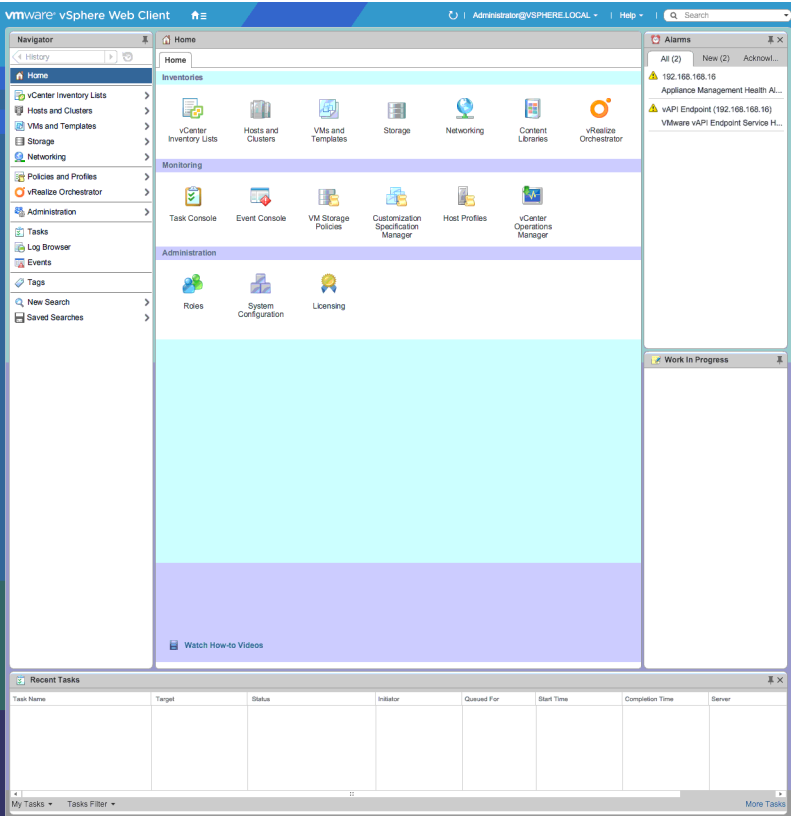 vmware® vSphere Web Client
Administrator@VSPHERE.LOCAL
Help
Search
Navigator
History
Home
vCenter Inventory Lists
Hosts and Clusters
VMs and Templates
Storage
Networking
Policies and Profiles
vRealize Orchestrator
Administration
Tasks
Log Browser
Events
Tags
New Search
Saved Searches
Home
Home
Inventories
vCenter
Inventory Lists
Hosts and
Clusters
VMs and
Templates
Storage
Networking
Content
Libraries
vRealize
Orchestrator
Monitoring
Task Console
Event Console
VM Storage
Policies
Customization
Specification
Manager
Host Profiles
vCenter
Operations
Manager
Administration
Roles
System
Configuration
Licensing
Watch How-to Videos
Alarms
All (2) New (2) Acknowl...
192.168.168.16
Appliance Management Health Al...
vAPI Endpoint (192.168.168.16)
VMware vAPI Endpoint Service H...
Work In Progress
Recent Tasks
Task Name Target Status Initiator Queued For Start Time Completion Time Server
My Tasks Tasks Filter More Tasks